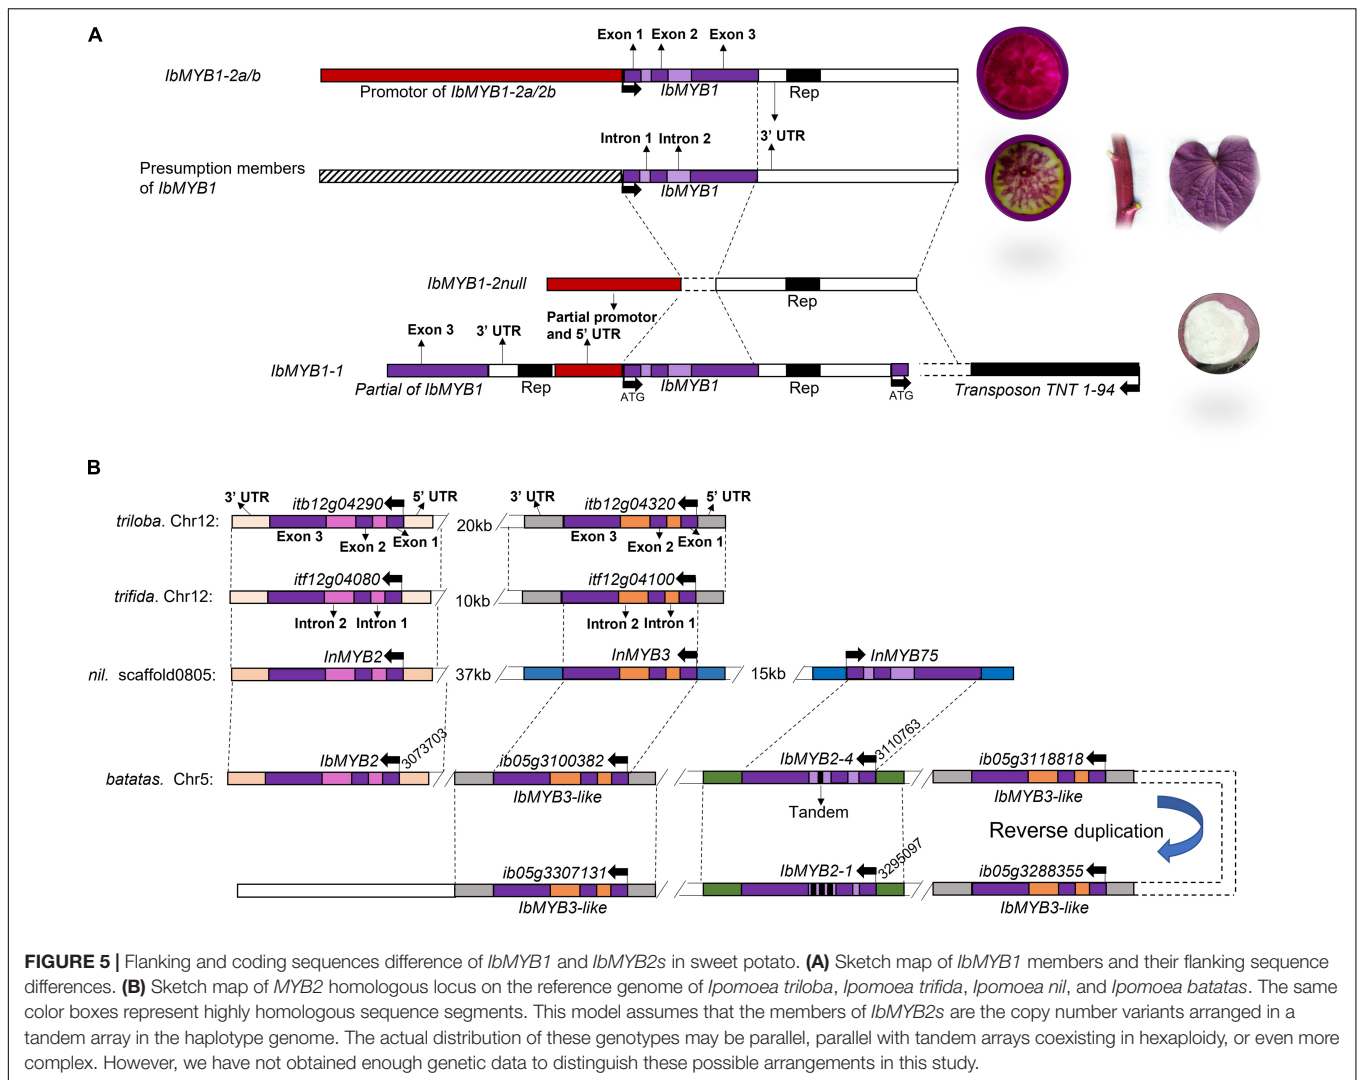 A
Exon 1 Exon 2 Exon 3
IbMYB1-2a/b
Promotor of IbMYB1-2a/2b
IbMYB1
Rep
Intron 1 Intron 2
3' UTR
Presumption members
of IbMYB1
IbMYB1
IbMYB1-2null
Rep
Partial promotor
and 5' UTR
Exon 3
3' UTR
IbMYB1-1
Partial of IbMYB1
Rep
ATG
IbMYB1
Rep
ATG
Transposon TNT 1-94
B
3' UTR
itb12g04290
5' UTR
3' UTR
itb12g04320
5' UTR
triloba. Chr12:
20kb
Exon 3
Exon 2
Exon 1
Exon 3
Exon 2
Exon 1
itf12g04080
itf12g04100
trifida. Chr12:
10kb
Intron 2 Intron 1
Intron 2 Intron 1
InMYB2
InMYB3
InMYB75
nil. scaffold0805:
37kb
15kb
IbMYB2
3073703
ib05g3100382
IbMYB2-4
3110763
ib05g3118818
batatas. Chr5:
IbMYB3-like
Tandem
IbMYB3-like
Reverse duplication
ib05g3307131
IbMYB2-1
3295097
ib05g3288355
IbMYB3-like
IbMYB3-like
FIGURE 5 | Flanking and coding sequences difference of IbMYB1 and IbMYB2s in sweet potato. (A) Sketch map of IbMYB1 members and their flanking sequence
differences. (B) Sketch map of MYB2 homologous locus on the reference genome of Ipomoea triloba, Ipomoea trifida, Ipomoea nil, and Ipomoea batatas. The same
color boxes represent highly homologous sequence segments. This model assumes that the members of IbMYB2s are the copy number variants arranged in a
tandem array in the haplotype genome. The actual distribution of these genotypes may be parallel, parallel with tandem arrays coexisting in hexaploidy, or even more
complex. However, we have not obtained enough genetic data to distinguish these possible arrangements in this study.